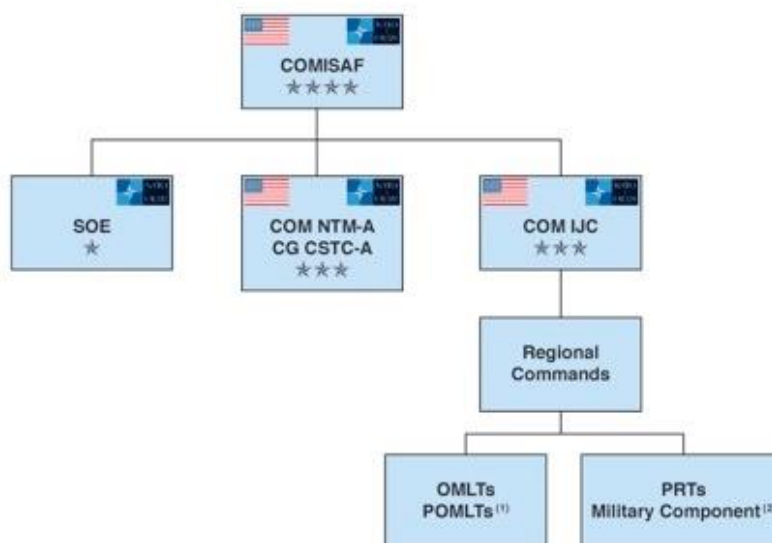 COMISAF
SOE
COM NTM-A
CG CSTC-A
COM IJC
Regional
Commands
OMLTs
POMLTs (1)
PRTs
Military Component (2)